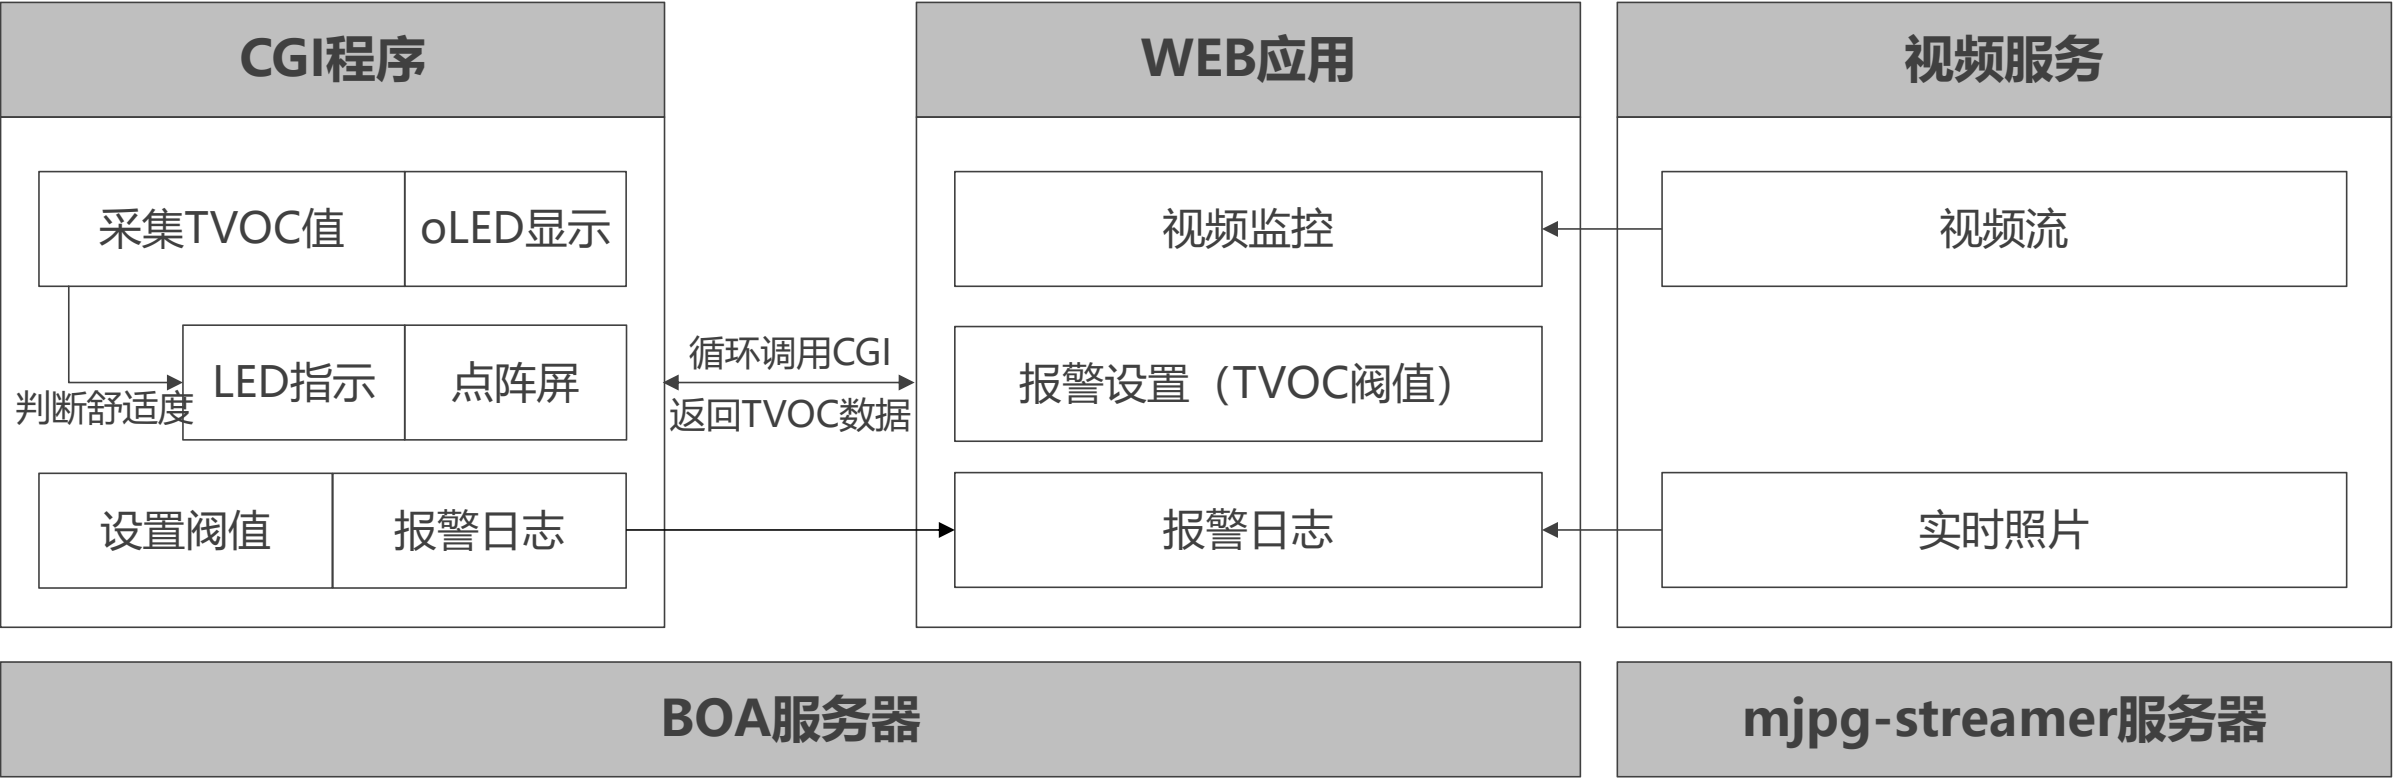 CGI程序
WEB应用
视频服务
采集TVOC值
oLED显示
视频监控
视频流
LED指示
点阵屏
判断舒适度
循环调用CGI
返回TVOC数据
报警设置（TVOC阀值）
设置阀值
报警日志
报警日志
实时照片
BOA服务器
mjpg-streamer服务器